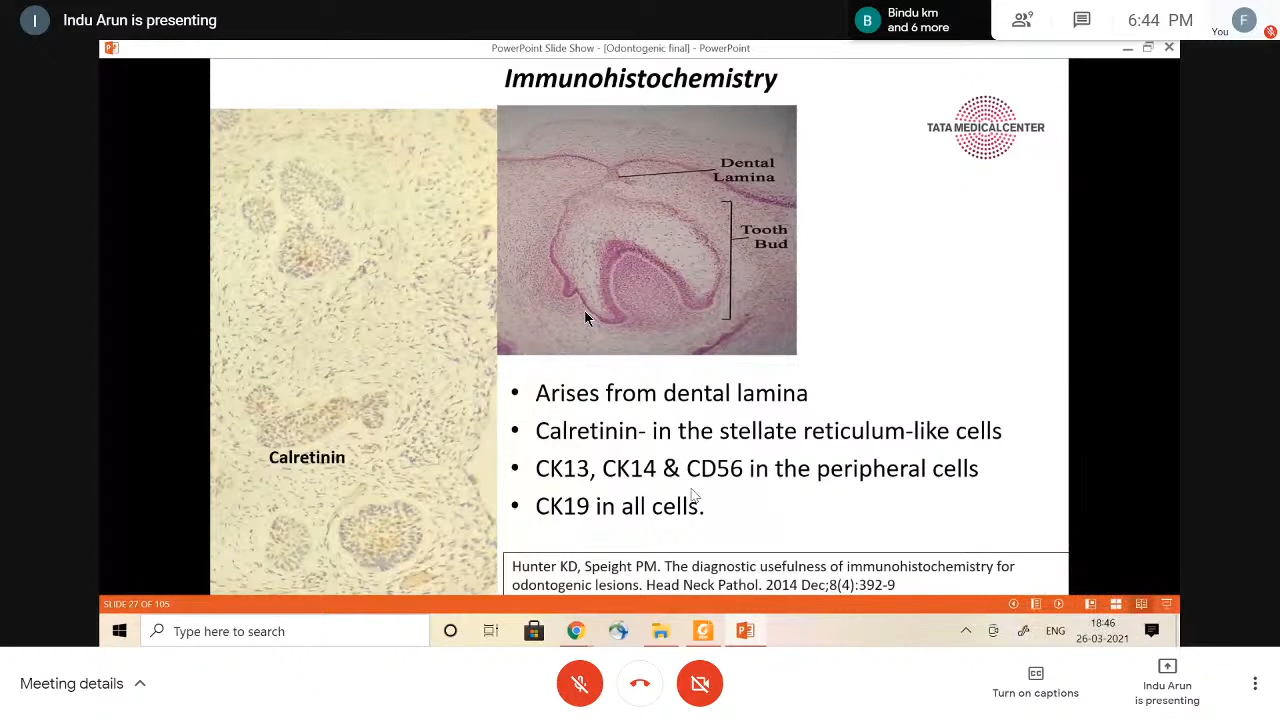 I
Indu Arun is presenting
B
Bindu km
and 6 more
9
6:44 PM
F
You
PowerPoint Slide Show - [Odontogenic final] - PowerPoint
Immunohistochemistry
TATA MEDICAL CENTER
Dental
Lamina
Tooth
Bud
Calretinin
• Arises from dental lamina
• Calretinin- in the stellate reticulum-like cells
• CK13, CK14 & CD56 in the peripheral cells
• CK19 in all cells.
Hunter KD, Speight PM. The diagnostic usefulness of immunohistochemistry for
odontogenic lesions. Head Neck Pathol. 2014 Dec;8(4):392-9
SLIDE 27 OF 105
Type here to search
ENG
18:46
26-03-2021
Meeting details
Turn on captions
Indu Arun
is presenting